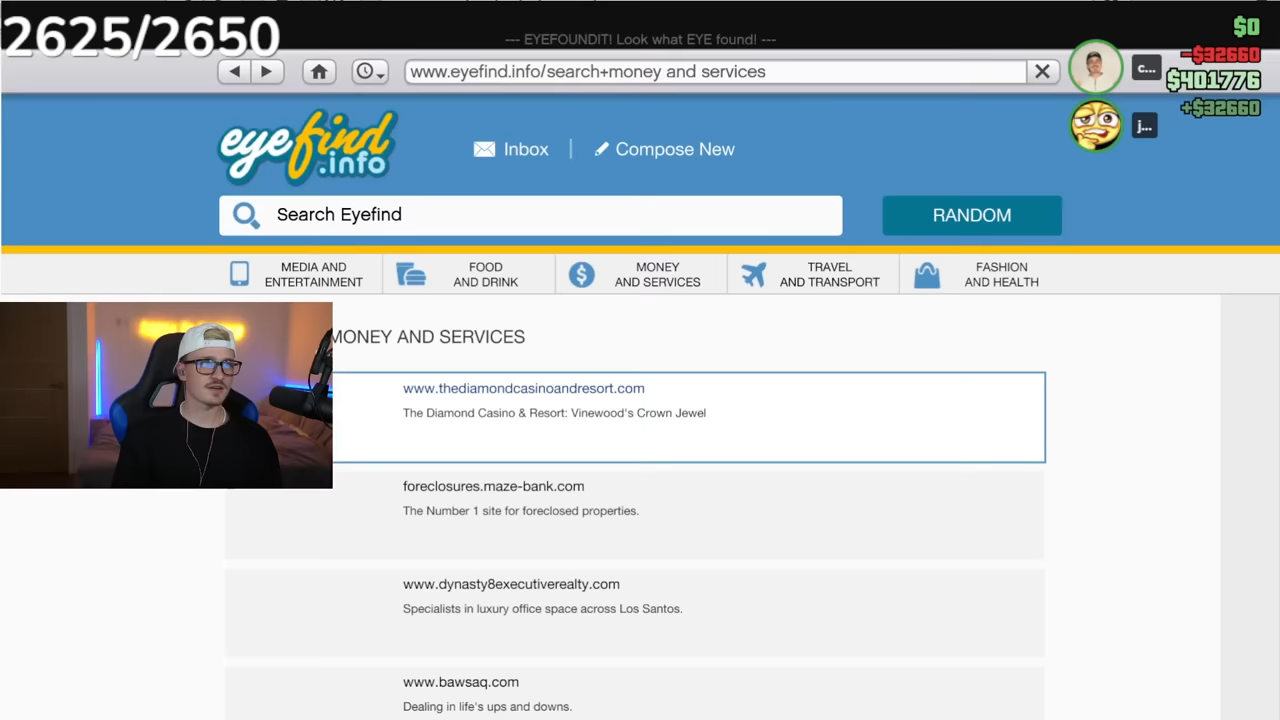 2625/2650
--- EYEFOUNDIT! Look what EYE found! ---
$0
-$32660
$401776
+$32660
c...
j...
www.eyefind.info/search+money and services
eyefind
.info
Inbox
Compose New
Search Eyefind
RANDOM
MEDIA AND
ENTERTAINMENT
FOOD
AND DRINK
MONEY
AND SERVICES
TRAVEL
AND TRANSPORT
FASHION
AND HEALTH
MONEY AND SERVICES
www.thediamondcasinoandresort.com
The Diamond Casino & Resort: Vinewood's Crown Jewel
foreclosures.maze-bank.com
The Number 1 site for foreclosed properties.
www.dynasty8executiverealty.com
Specialists in luxury office space across Los Santos.
www.bawsaq.com
Dealing in life's ups and downs.